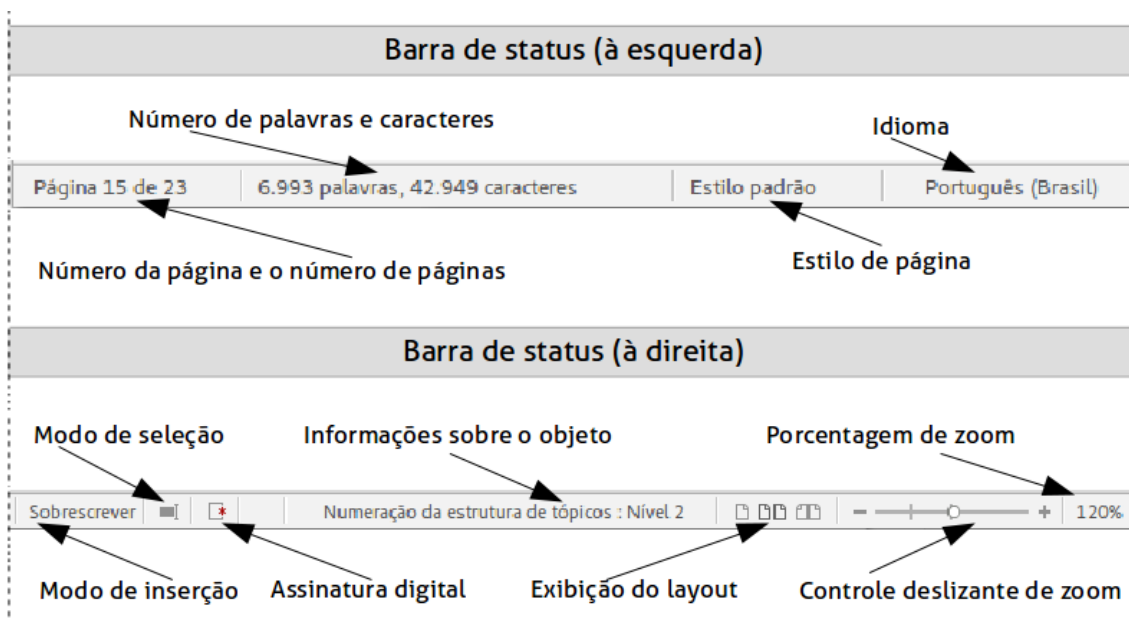 Barra de status (à esquerda)
Número de palavras e caracteres
Idioma
Página 15 de 23
6.993 palavras, 42.949 caracteres
Estilo padrão
Português (Brasil)
Número da página e o número de páginas
Estilo de página
Barra de status (à direita)
Modo de seleção
Informações sobre o objeto
Porcentagem de zoom
Sobrescrever
Numeração da estrutura de tópicos : Nível 2
120%
Modo de inserção
Assinatura digital
Exibição do layout
Controle deslizante de zoom